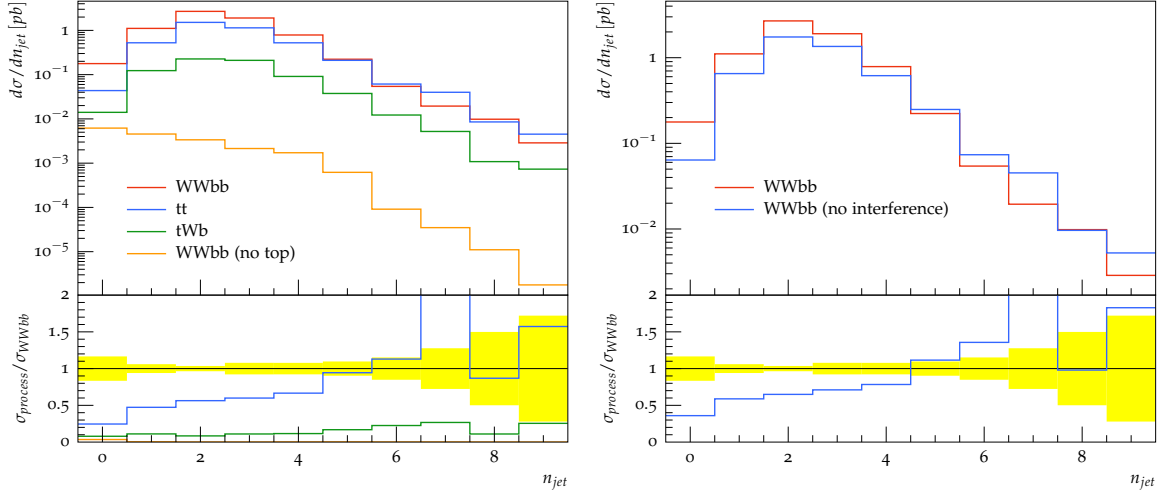 dσ/dn_jet [pb]
1
10⁻¹
10⁻²
10⁻³
10⁻⁴
10⁻⁵
WWbb
tt
tWb
WWbb (no top)
σ_process/σ_WWbb
2
1.5
1
0.5
0
0 2 4 6 8
n_jet
dσ/dn_jet [pb]
1
10⁻¹
10⁻²
WWbb
WWbb (no interference)
σ_process/σ_WWbb
2
1.5
1
0.5
0
0 2 4 6 8
n_jet